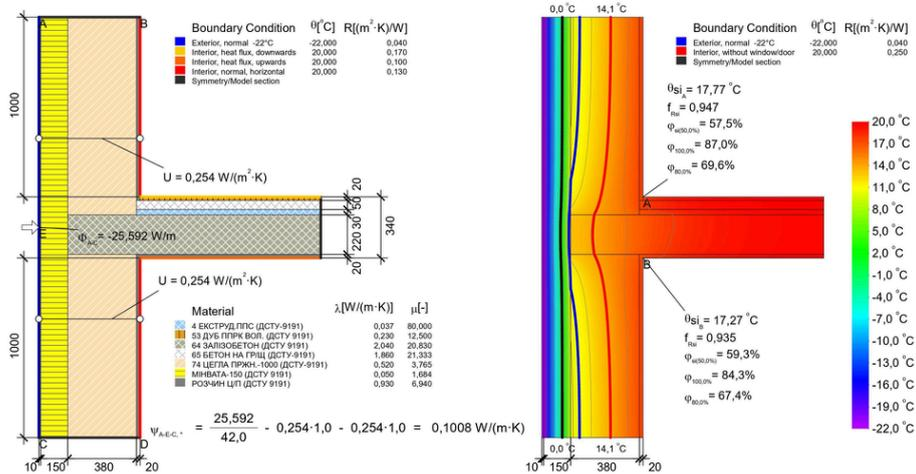 A
B
Boundary Condition θ[°C] R[(m²·K)/W]
Exterior, normal -22°C -22,000 0,040
Interior, heat flux, downwards 20,000 0,170
Interior, heat flux, upwards 20,000 0,100
Interior, normal, horizontal 20,000 0,130
Symmetry/Model section
1000
U = 0,254 W/(m²·K)
20
50
30
220
20
340
E
ΦA-C= -25,592 W/m
U = 0,254 W/(m²·K)
1000
Material λ[W/(m·K)] μ[-]
4 ЕКСТРУД.ППС (ДСТУ-9191) 0,037 80,000
53 ДУБ ППРК ВОЛ. (ДСТУ 9191) 0,230 12,500
64 ЗАЛІЗОБЕТОН (ДСТУ-9191) 2,040 20,830
65 БЕТОН НА ГР/Щ (ДСТУ-9191) 1,860 21,333
74 ЦЕГЛА ПРЖН.-1000 (ДСТУ-9191) 0,520 3,765
МІНВАТА-150 (ДСТУ 9191) 0,050 1,684
РОЗЧИН Ц/П (ДСТУ 9191) 0,930 6,940
ψA-E-C, * = 25,592 / 42,0 - 0,254·1,0 - 0,254·1,0 = 0,1008 W/(m·K)
C
D
10 150 380 20
0,0 °C 14,1 °C
Boundary Condition θ[°C] R[(m²·K)/W]
Exterior, normal -22°C -22,000 0,040
Interior, without window/door 20,000 0,250
Symmetry/Model section
θsiA = 17,77 °C
fRsi = 0,947
φsi(50,0%) = 57,5%
φ100,0% = 87,0%
φ80,0% = 69,6%
A
B
θsiB = 17,27 °C
fRsi = 0,935
φsi(50,0%) = 59,3%
φ100,0% = 84,3%
φ80,0% = 67,4%
20,0 °C
17,0 °C
14,0 °C
11,0 °C
8,0 °C
5,0 °C
2,0 °C
-1,0 °C
-4,0 °C
-7,0 °C
-10,0 °C
-13,0 °C
-16,0 °C
-19,0 °C
-22,0 °C
0,0 °C 14,1 °C
10 150 380 20